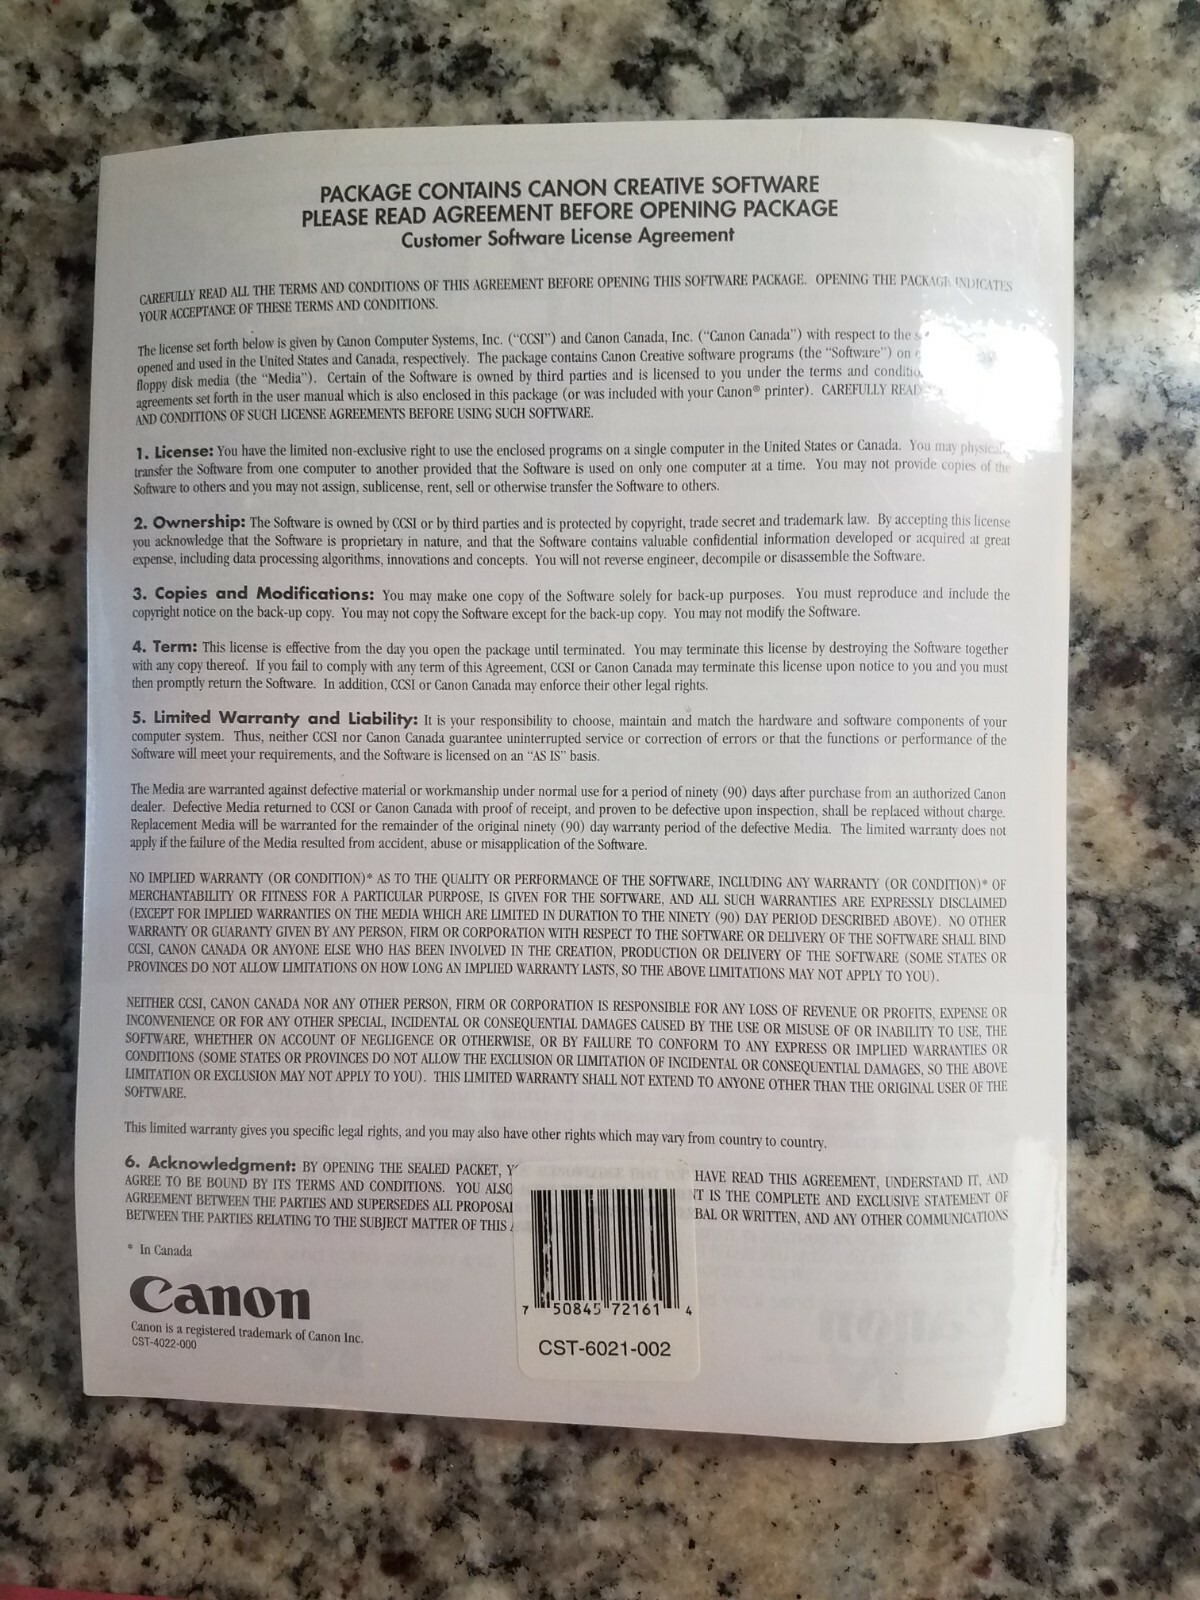 PACKAGE CONTAINS CANON CREATIVE SOFTWARE
PLEASE READ AGREEMENT BEFORE OPENING PACKAGE
Customer Software License Agreement
CAREFULLY READ ALL THE TERMS AND CONDITIONS OF THIS AGREEMENT BEFORE OPENING THIS SOFTWARE PACKAGE. OPENING THE PACKAGE INDICATES
YOUR ACCEPTANCE OF THESE TERMS AND CONDITIONS.
The license set forth below is given by Canon Computer Systems, Inc. (“CCSI”) and Canon Canada, Inc. (“Canon Canada”) with respect to the
opened and used in the United States and Canada, respectively. The package contains Canon Creative software programs (the “Software”) on
floppy disk media (the “Media”). Certain of the Software is owned by third parties and is licensed to you under the terms and
agreements set forth in the user manual which is also enclosed in this package (or was included with your Canon® printer). CAREFULLY READ
AND CONDITIONS OF SUCH LICENSE AGREEMENTS BEFORE USING SUCH SOFTWARE.
1. License: You have the limited non-exclusive right to use the enclosed programs on a single computer in the United States or Canada. You may physically
transfer the Software from one computer to another provided that the Software is used on only one computer at a time. You may not provide copies of the
Software to others and you may not assign, sublicense, rent, sell or otherwise transfer the Software to others.
2. Ownership: The Software is owned by CCSI or by third parties and is protected by copyright, trade secret and trademark law. By accepting this license
you acknowledge that the Software is proprietary in nature, and that the Software contains valuable confidential information developed or acquired at great
expense, including data processing algorithms, innovations and concepts. You will not reverse engineer, decompile or disassemble the Software.
3. Copies and Modifications: You may make one copy of the Software solely for back-up purposes. You must reproduce and include the
copyright notice on the back-up copy. You may not copy the Software except for the back-up copy. You may not modify the Software.
4. Term: This license is effective from the day you open the package until terminated. You may terminate this license by destroying the Software together
with any copy thereof. If you fail to comply with any term of this Agreement, CCSI or Canon Canada may terminate this license upon notice to you and you must
then promptly return the Software. In addition, CCSI or Canon Canada may enforce their other legal rights.
5. Limited Warranty and Liability: It is your responsibility to choose, maintain and match the hardware and software components of your
computer system. Thus, neither CCSI nor Canon Canada guarantee uninterrupted service or correction of errors or that the functions or performance of the
Software will meet your requirements, and the Software is licensed on an “AS IS” basis.
The Media are warranted against defective material or workmanship under normal use for a period of ninety (90) days after purchase from an authorized Canon
dealer. Defective Media returned to CCSI or Canon Canada with proof of receipt, and proven to be defective upon inspection, shall be replaced without charge.
Replacement Media will be warranted for the remainder of the original ninety (90) day warranty period of the defective Media. The limited warranty does not
apply if the failure of the Media resulted from accident, abuse or misapplication of the Software.
NO IMPLIED WARRANTY (OR CONDITION)* AS TO THE QUALITY OR PERFORMANCE OF THE SOFTWARE, INCLUDING ANY WARRANTY (OR CONDITION)* OF
MERCHANTABILITY OR FITNESS FOR A PARTICULAR PURPOSE, IS GIVEN FOR THE SOFTWARE, AND ALL SUCH WARRANTIES ARE EXPRESSLY DISCLAIMED
(EXCEPT FOR IMPLIED WARRANTIES ON THE MEDIA WHICH ARE LIMITED IN DURATION TO THE NINETY (90) DAY PERIOD DESCRIBED ABOVE). NO OTHER
WARRANTY OR GUARANTY GIVEN BY ANY PERSON, FIRM OR CORPORATION WITH RESPECT TO THE SOFTWARE OR DELIVERY OF THE SOFTWARE SHALL BIND
CCSI, CANON CANADA OR ANYONE ELSE WHO HAS BEEN INVOLVED IN THE CREATION, PRODUCTION OR DELIVERY OF THE SOFTWARE (SOME STATES OR
PROVINCES DO NOT ALLOW LIMITATIONS ON HOW LONG AN IMPLIED WARRANTY LASTS, SO THE ABOVE LIMITATIONS MAY NOT APPLY TO YOU).
NEITHER CCSI, CANON CANADA NOR ANY OTHER PERSON, FIRM OR CORPORATION IS RESPONSIBLE FOR ANY LOSS OF REVENUE OR PROFITS, EXPENSE OR
INCONVENIENCE OR FOR ANY OTHER SPECIAL, INCIDENTAL OR CONSEQUENTIAL DAMAGES CAUSED BY THE USE OR MISUSE OF OR INABILITY TO USE, THE
SOFTWARE, WHETHER ON ACCOUNT OF NEGLIGENCE OR OTHERWISE, OR BY FAILURE TO CONFORM TO ANY EXPRESS OR IMPLIED WARRANTIES OR
CONDITIONS (SOME STATES OR PROVINCES DO NOT ALLOW THE EXCLUSION OR LIMITATION OF INCIDENTAL OR CONSEQUENTIAL DAMAGES, SO THE ABOVE
LIMITATION OR EXCLUSION MAY NOT APPLY TO YOU). THIS LIMITED WARRANTY SHALL NOT EXTEND TO ANYONE OTHER THAN THE ORIGINAL USER OF THE
SOFTWARE.
This limited warranty gives you specific legal rights, and you may also have other rights which may vary from country to country.
6. Acknowledgment: BY OPENING THE SEALED PACKET, HAVE READ THIS AGREEMENT, UNDERSTAND IT, AND
AGREE TO BE BOUND BY ITS TERMS AND CONDITIONS. YOU ALSO IS THE COMPLETE AND EXCLUSIVE STATEMENT OF
AGREEMENT BETWEEN THE PARTIES AND SUPERSEDES ALL OR WRITTEN, AND ANY OTHER COMMUNICATIONS
BETWEEN THE PARTIES RELATING TO THE SUBJECT MATTER OF THIS
* In Canada
Canon
Canon is a registered trademark of Canon Inc.
CST-4022-000
7 50845 72161 4
CST-6021-002